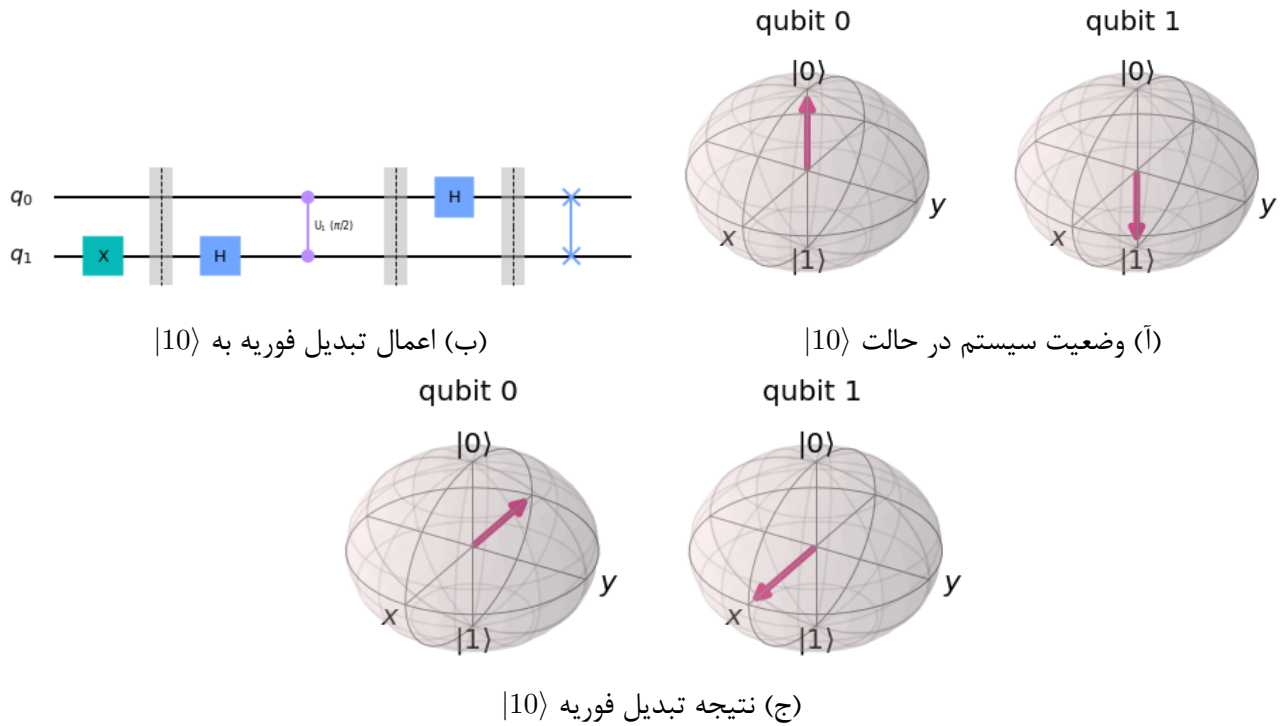 qubit 0
qubit 1
|0⟩
|0⟩
y
y
x
x
|1⟩
|1⟩
q₀
H
U₁ (π/2)
q₁
X
H
(آ) وضعیت سیستم در حالت |10⟩
(ب) اعمال تبدیل فوریه به |10⟩
qubit 0
qubit 1
|0⟩
|0⟩
y
y
x
x
|1⟩
|1⟩
(ج) نتیجه تبدیل فوریه |10⟩